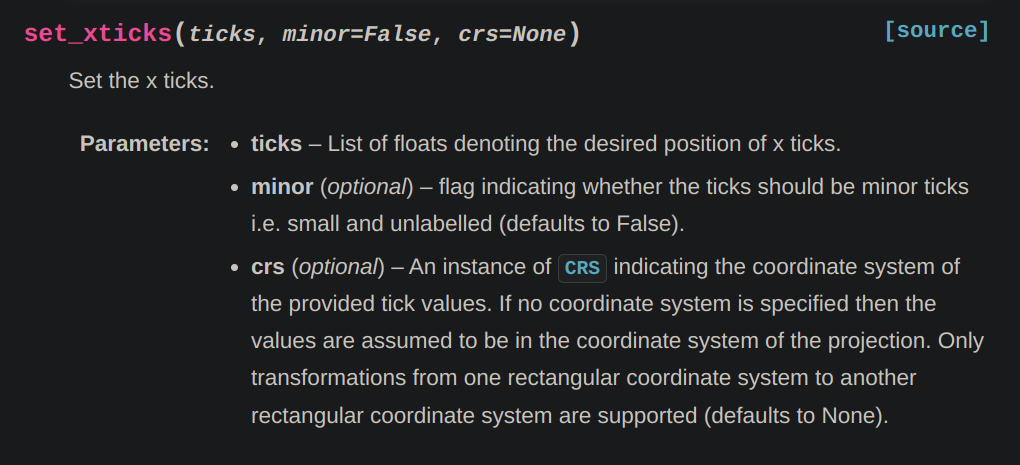 set_xticks(ticks, minor=False, crs=None) [source]
Set the x ticks.
Parameters: • ticks – List of floats denoting the desired position of x ticks.
• minor (optional) – flag indicating whether the ticks should be minor ticks
i.e. small and unlabelled (defaults to False).
• crs (optional) – An instance of CRS indicating the coordinate system of
the provided tick values. If no coordinate system is specified then the
values are assumed to be in the coordinate system of the projection. Only
transformations from one rectangular coordinate system to another
rectangular coordinate system are supported (defaults to None).